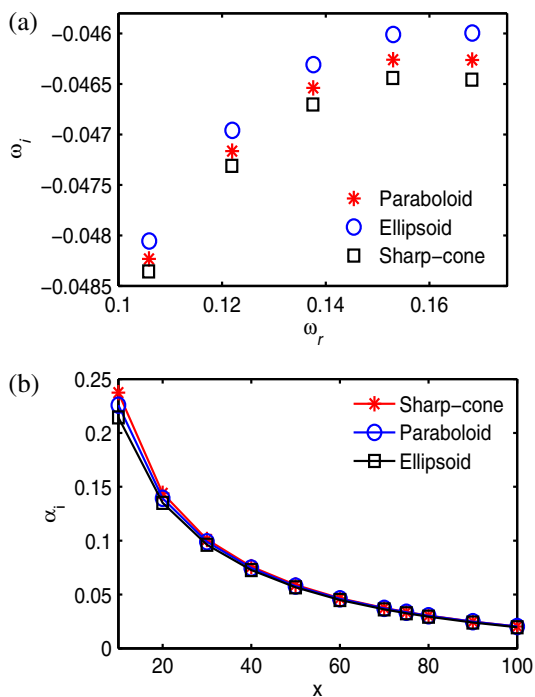 (a)
−0.046
−0.0465
−0.047
−0.0475
−0.048
−0.0485
ω_i
Paraboloid
Ellipsoid
Sharp−cone
0.1 0.12 0.14 0.16
ω_r
(b)
0.25
0.2
0.15
0.1
0.05
0
α_i
Sharp−cone
Paraboloid
Ellipsoid
20 40 60 80 100
x